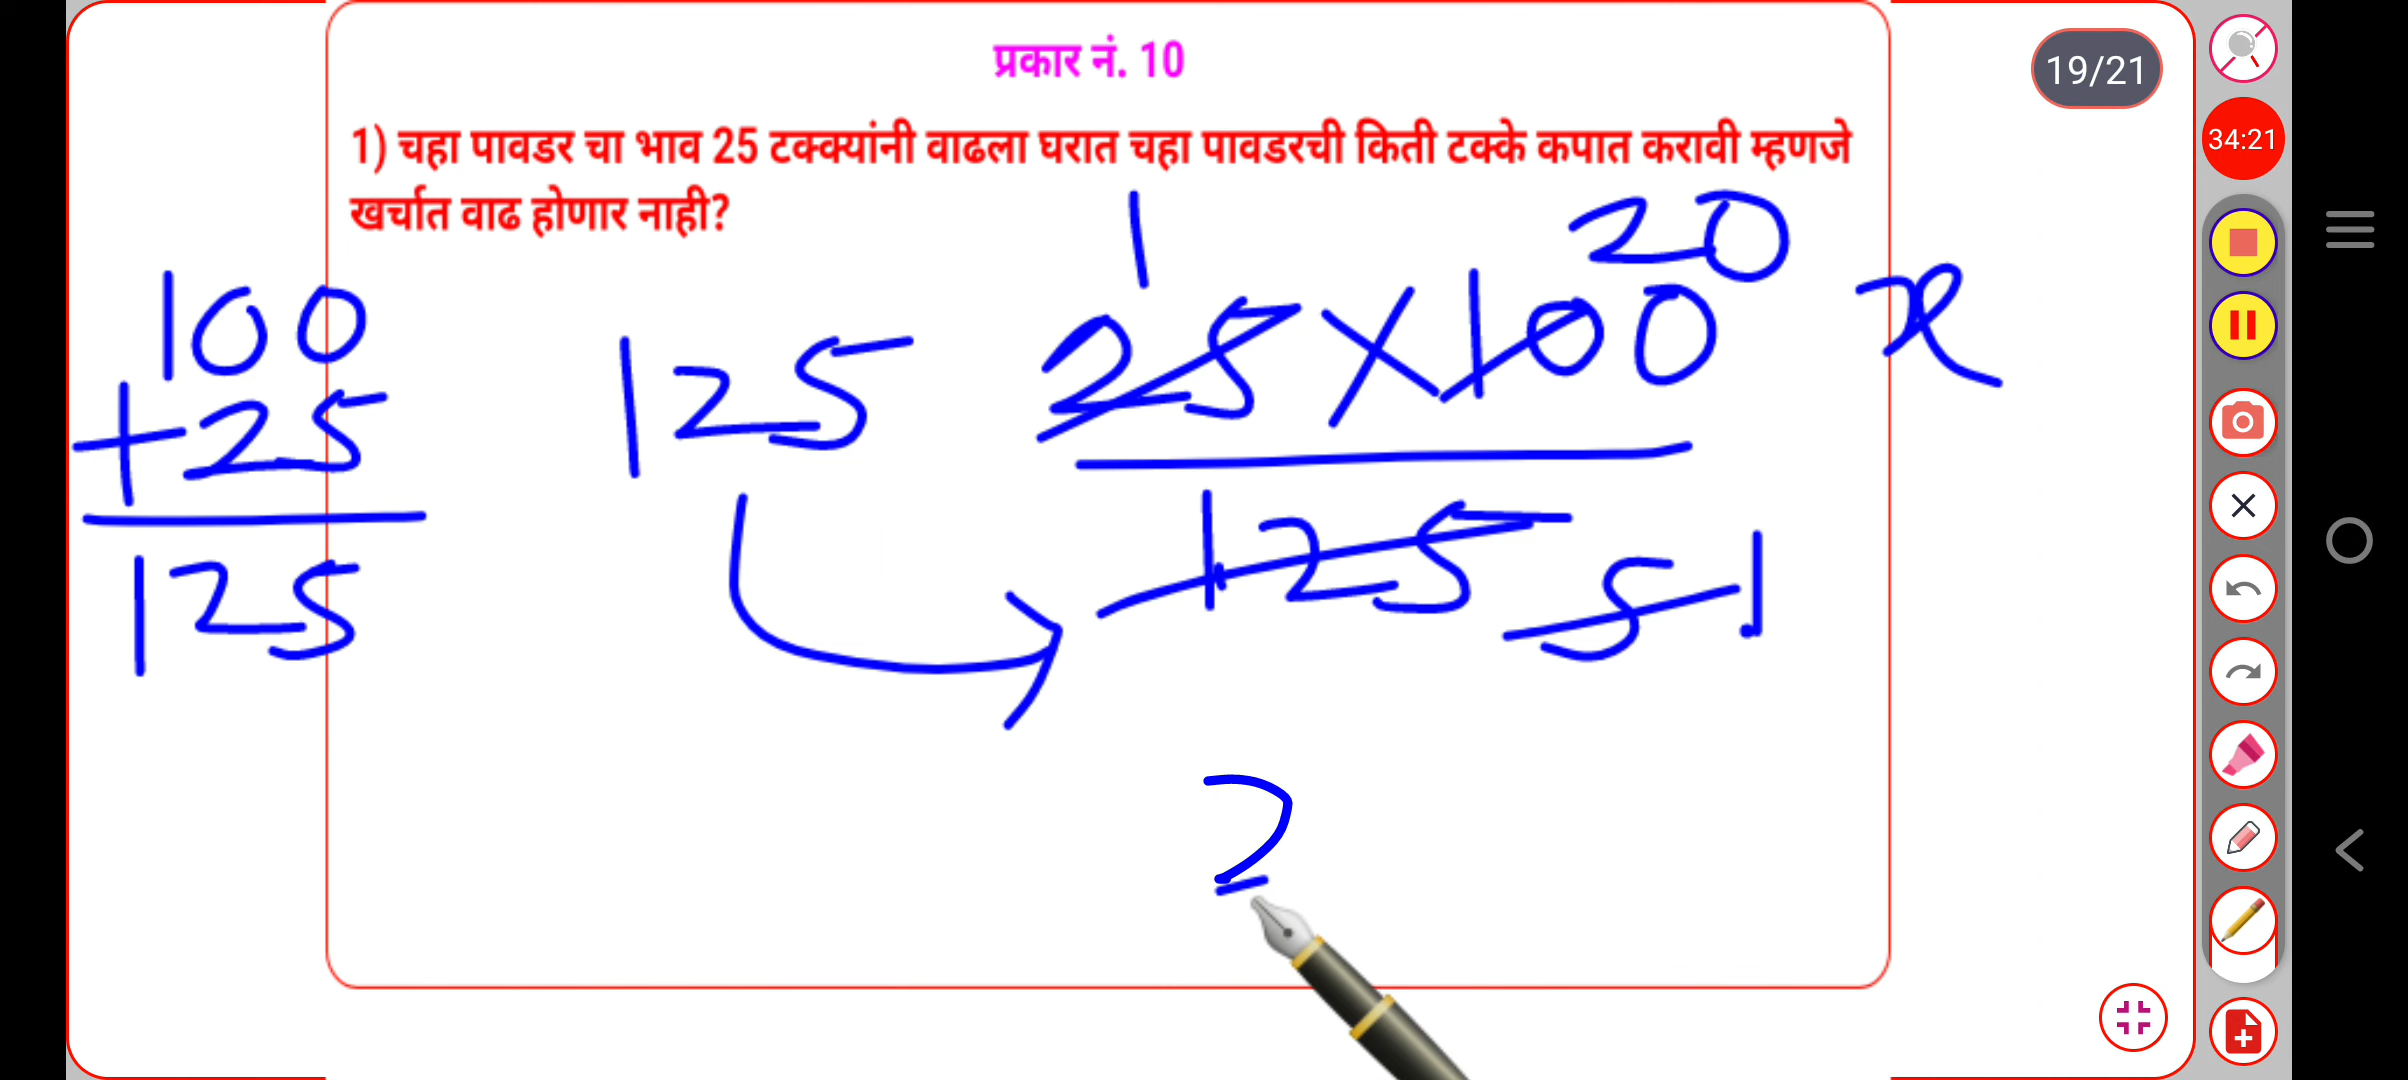 प्रकार नं. 10
19/21
34:21
1) चहा पावडर चा भाव 25 टक्क्यांनी वाढला घरात चहा पावडरची किती टक्के कपात करावी म्हणजे
खर्चात वाढ होणार नाही?
1 20
100
125 25 × 100 x
+25
125 5 1
125
2